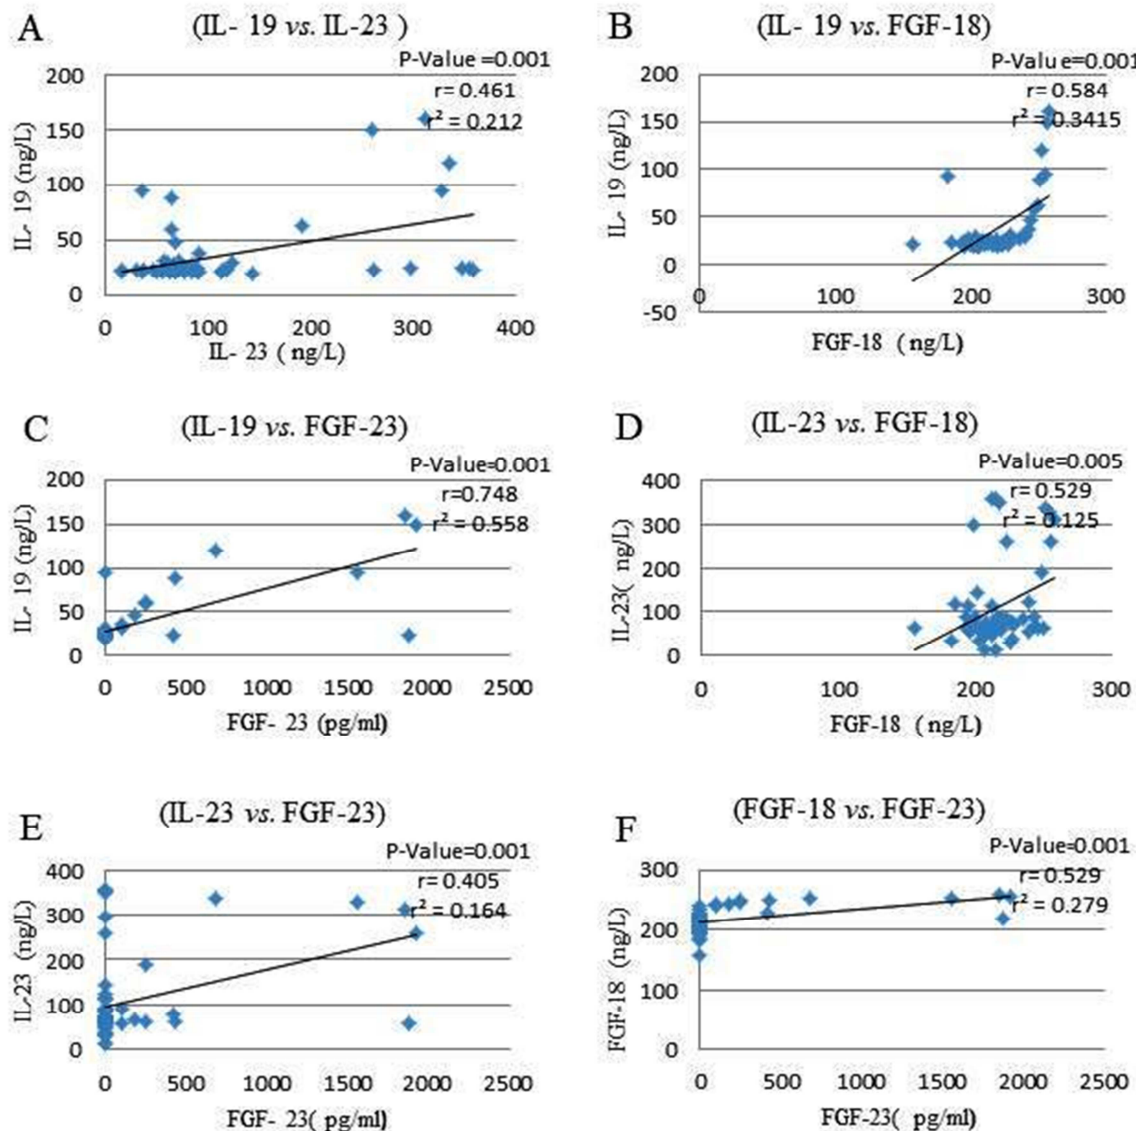 A
(IL- 19 vs. IL-23 )
P-Value =0.001
r= 0.461
r² = 0.212
200
150
100
50
0
0 100 200 300 400
IL- 19 (ng/L)
IL- 23 ( ng/L)
B
(IL- 19 vs. FGF-18)
P-Value=0.001
r= 0.584
r² = 0.3415
200
150
100
50
0
-50
0 100 200 300
IL- 19 (ng/L)
FGF-18 ( ng/L)
C
(IL-19 vs. FGF-23)
P-Value=0.001
r=0.748
r² = 0.558
200
150
100
50
0
0 500 1000 1500 2000 2500
IL- 19 (ng/L)
FGF- 23 (pg/ml)
D
(IL-23 vs. FGF-18)
P-Value=0.005
r= 0.529
r² = 0.125
400
300
200
100
0
0 100 200 300
IL-23( ng/L)
FGF-18 ( ng/L)
E
(IL-23 vs. FGF-23)
P-Value=0.001
r= 0.405
r² = 0.164
400
300
200
100
0
0 500 1000 1500 2000 2500
IL-23 (ng/L)
FGF- 23( pg/ml)
F
(FGF-18 vs. FGF-23)
P-Value=0.001
r= 0.529
r² = 0.279
300
200
100
0
0 500 1000 1500 2000 2500
FGF-18 (ng/L)
FGF-23( pg/ml)